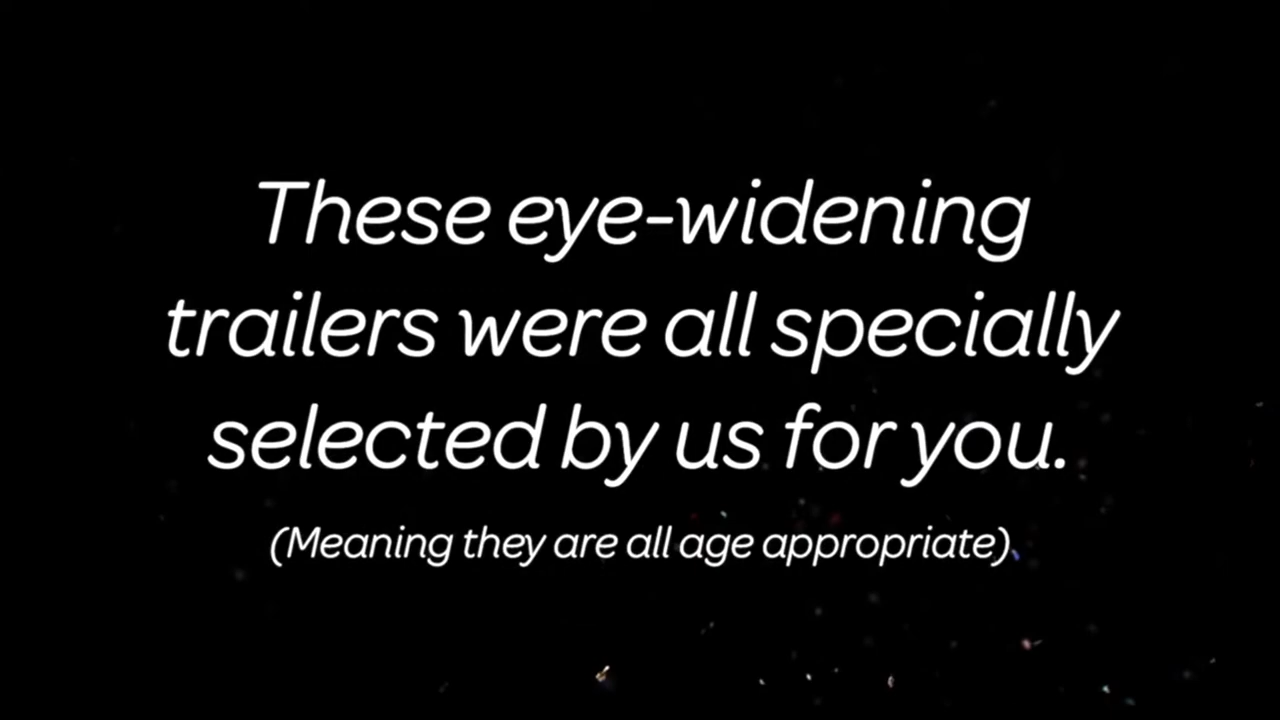 These eye-widening
trailers were all specially
selected by us for you.
(Meaning they are all age appropriate)